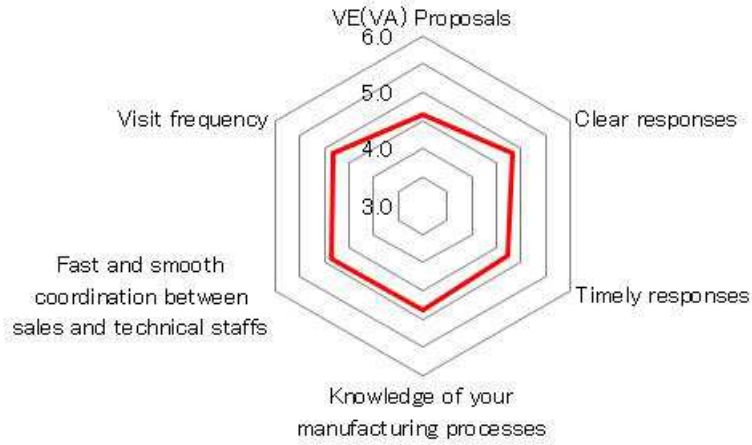 VE(VA) Proposals
6.0
5.0
Visit frequency
Clear responses
4.0
3.0
Fast and smooth
coordination between
sales and technical staffs
Timely responses
Knowledge of your
manufacturing processes